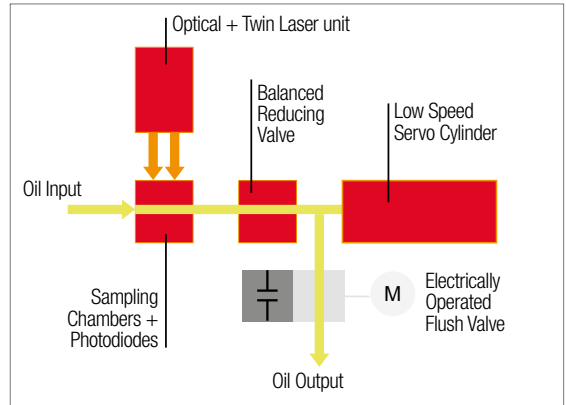 Optical + Twin Laser unit
Balanced
Reducing
Valve
Low Speed
Servo Cylinder
Oil Input
Sampling
Chambers +
Photodiodes
M
Electrically
Operated
Flush Valve
Oil Output